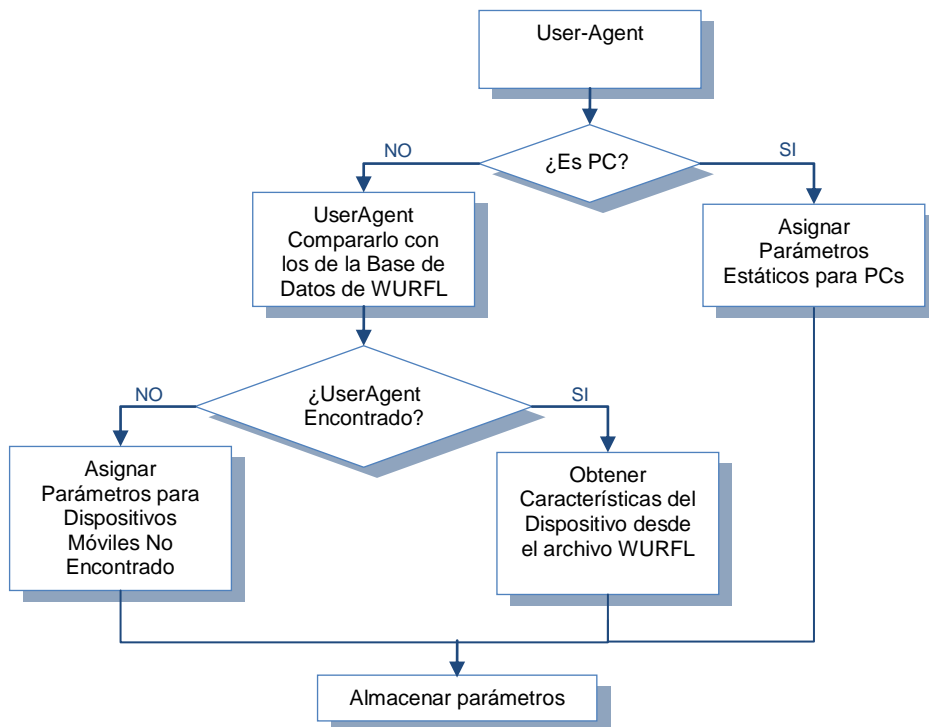 User-Agent
¿Es PC?
NO
SI
UserAgent
Compararlo con
los de la Base de
Datos de WURFL
Asignar
Parámetros
Estáticos para PCs
¿UserAgent
Encontrado?
NO
SI
Asignar
Parámetros para
Dispositivos
Móviles No
Encontrado
Obtener
Características del
Dispositivo desde
el archivo WURFL
Almacenar parámetros